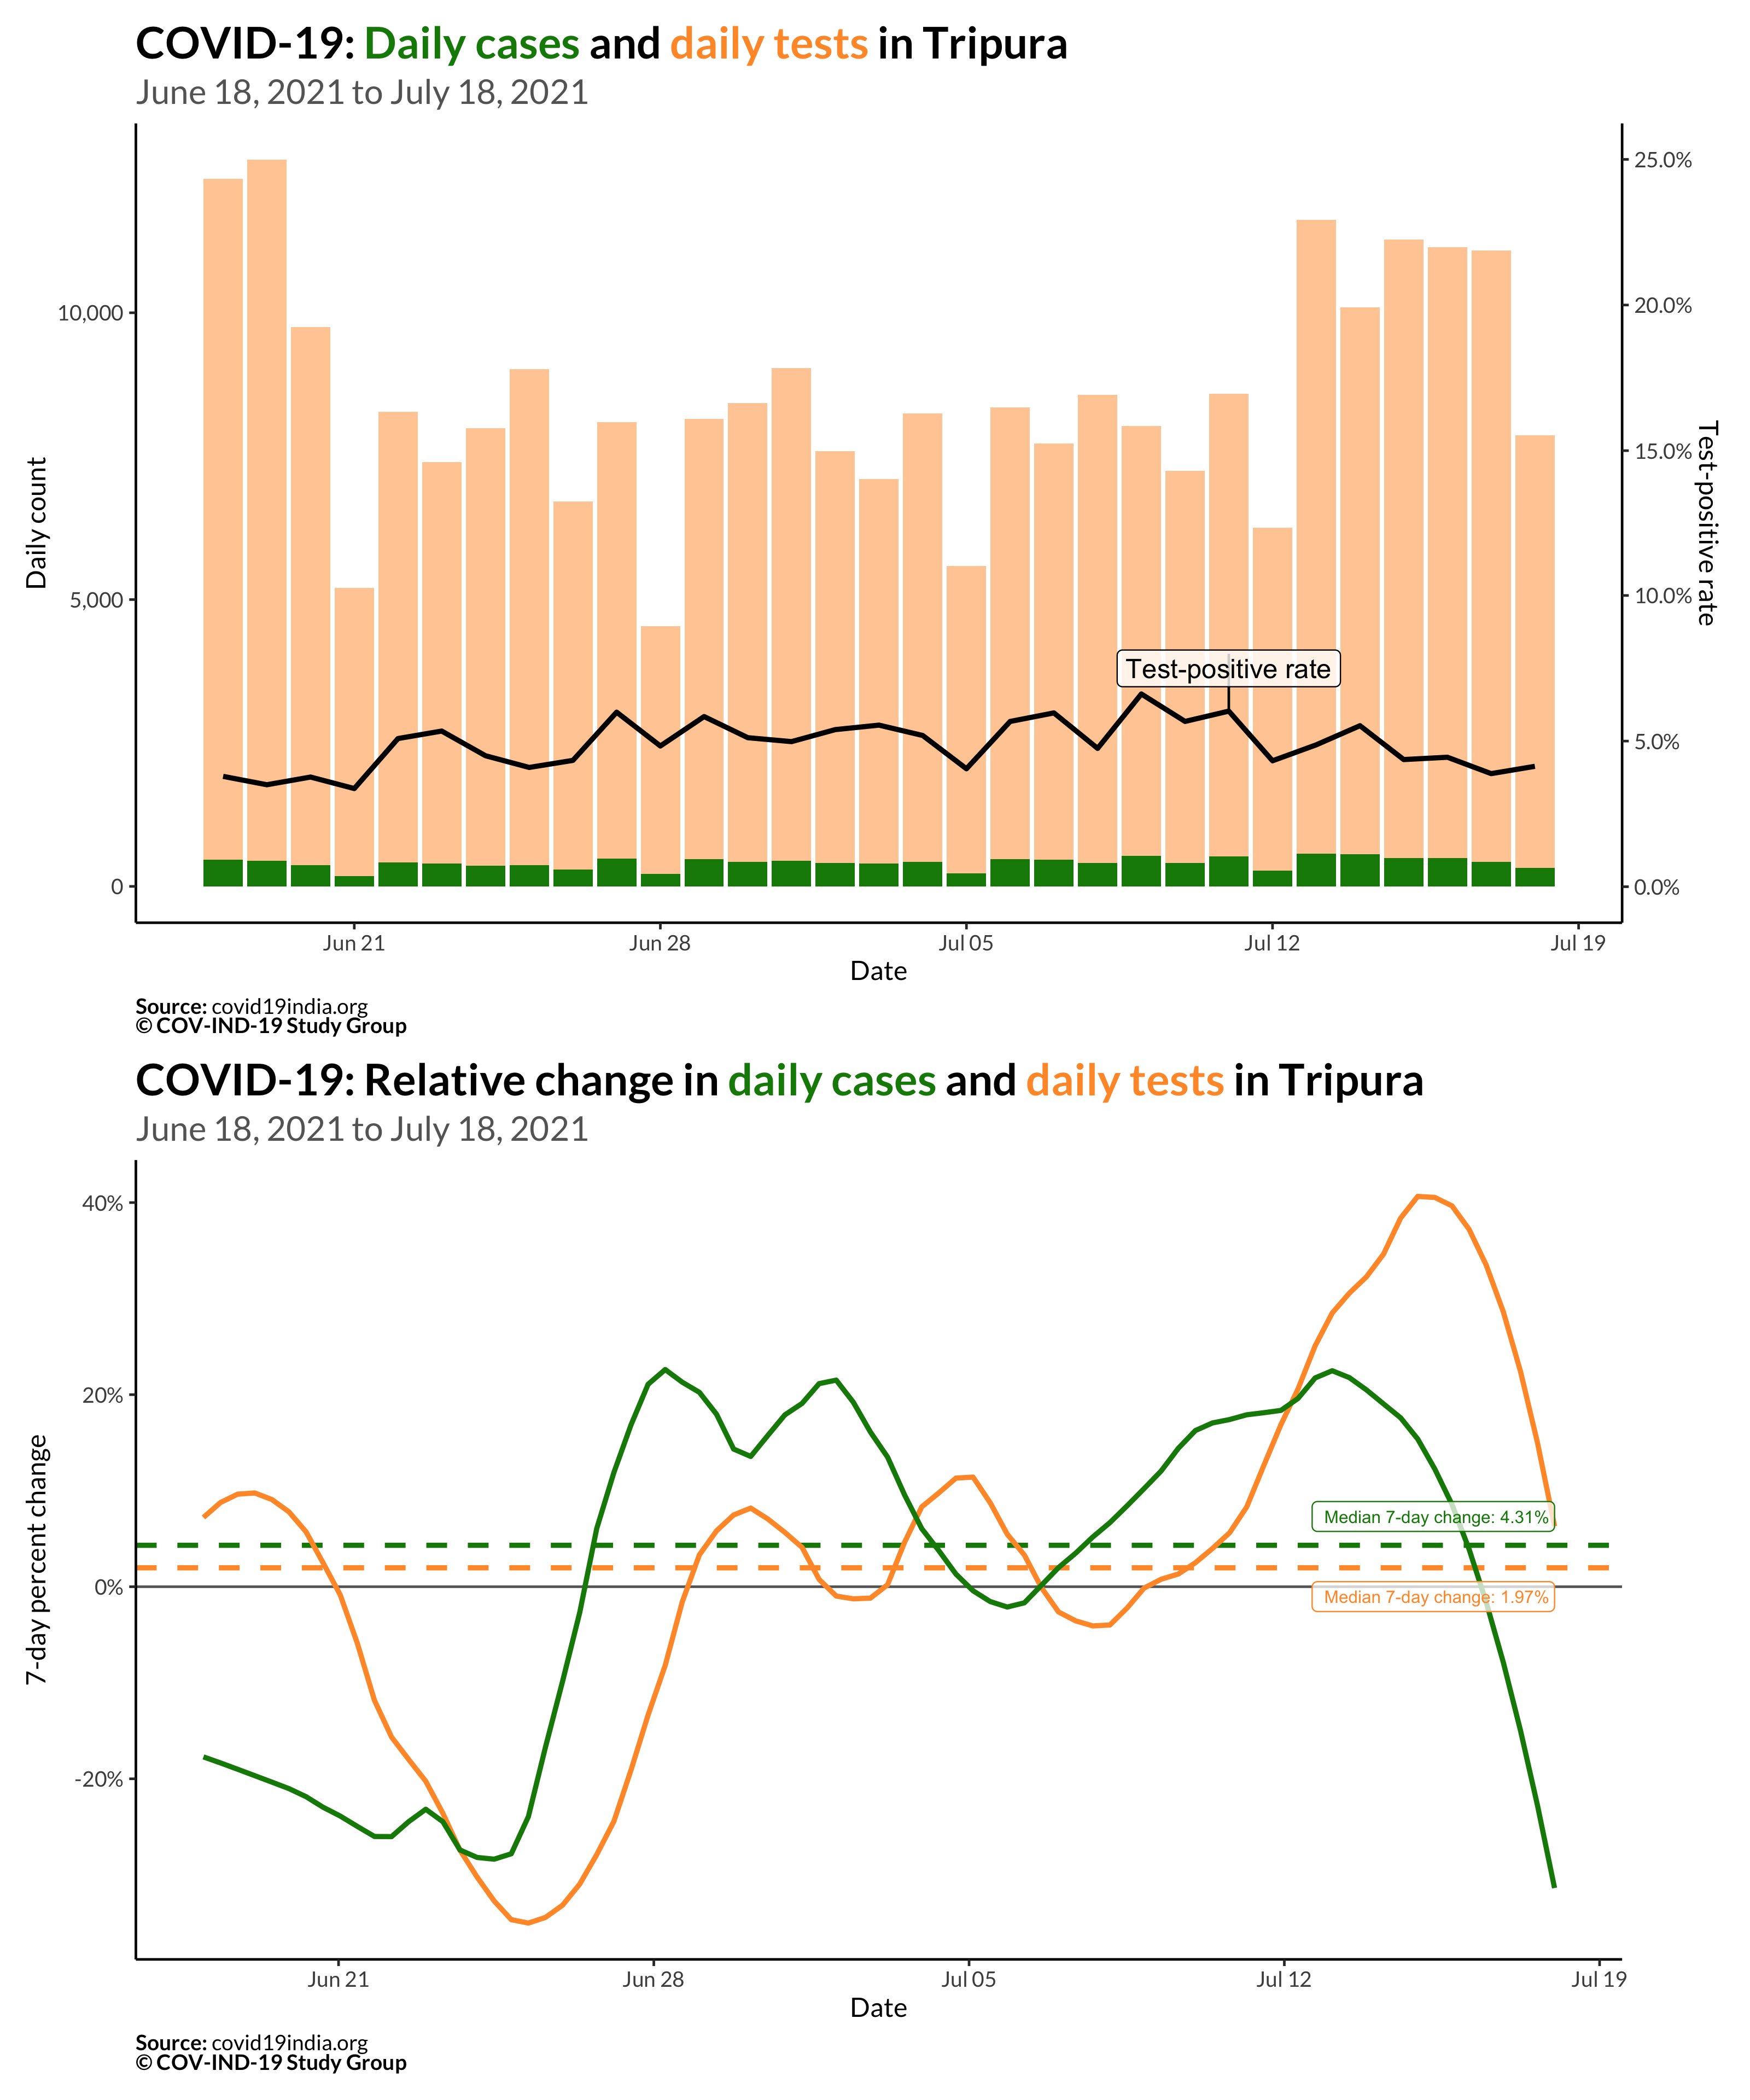 COVID-19: Daily cases and daily tests in Tripura
June 18, 2021 to July 18, 2021
25.0%
20.0%
10,000
15.0%
Daily count
Test-positive rate
5,000
10.0%
Test-positive rate
5.0%
0
0.0%
Jun 21 Jun 28 Jul 05 Jul 12 Jul 19
Date
Source: covid19india.org
© COV-IND-19 Study Group
COVID-19: Relative change in daily cases and daily tests in Tripura
June 18, 2021 to July 18, 2021
40%
20%
7-day percent change
Median 7-day change: 4.31%
0%
Median 7-day change: 1.97%
-20%
Jun 21 Jun 28 Jul 05 Jul 12 Jul 19
Date
Source: covid19india.org
© COV-IND-19 Study Group